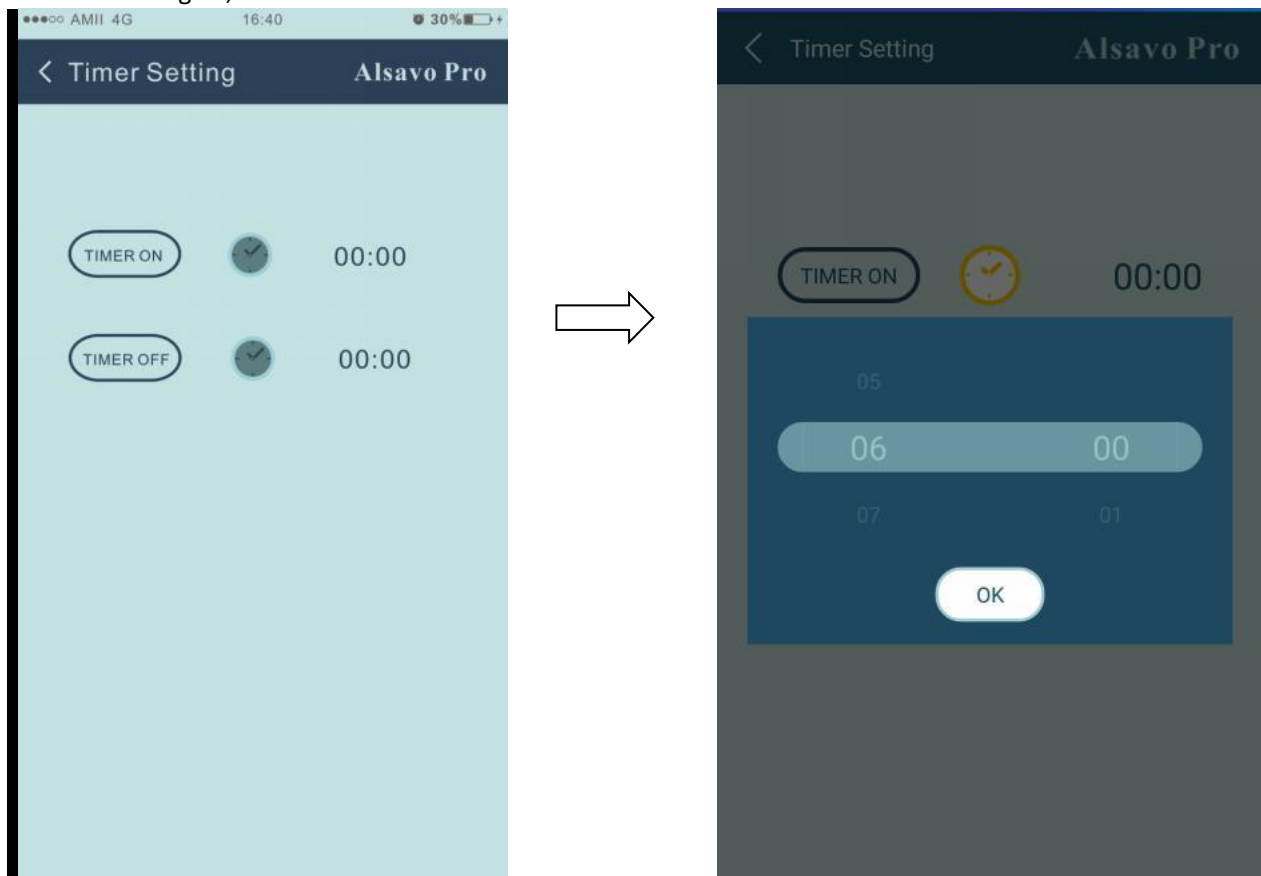 ●●●○○ AMII 4G 16:40 30%
< Timer Setting Alsavo Pro
TIMER ON 00:00
TIMER OFF 00:00
< Timer Setting Alsavo Pro
TIMER ON 00:00
05
06 00
07 01
OK